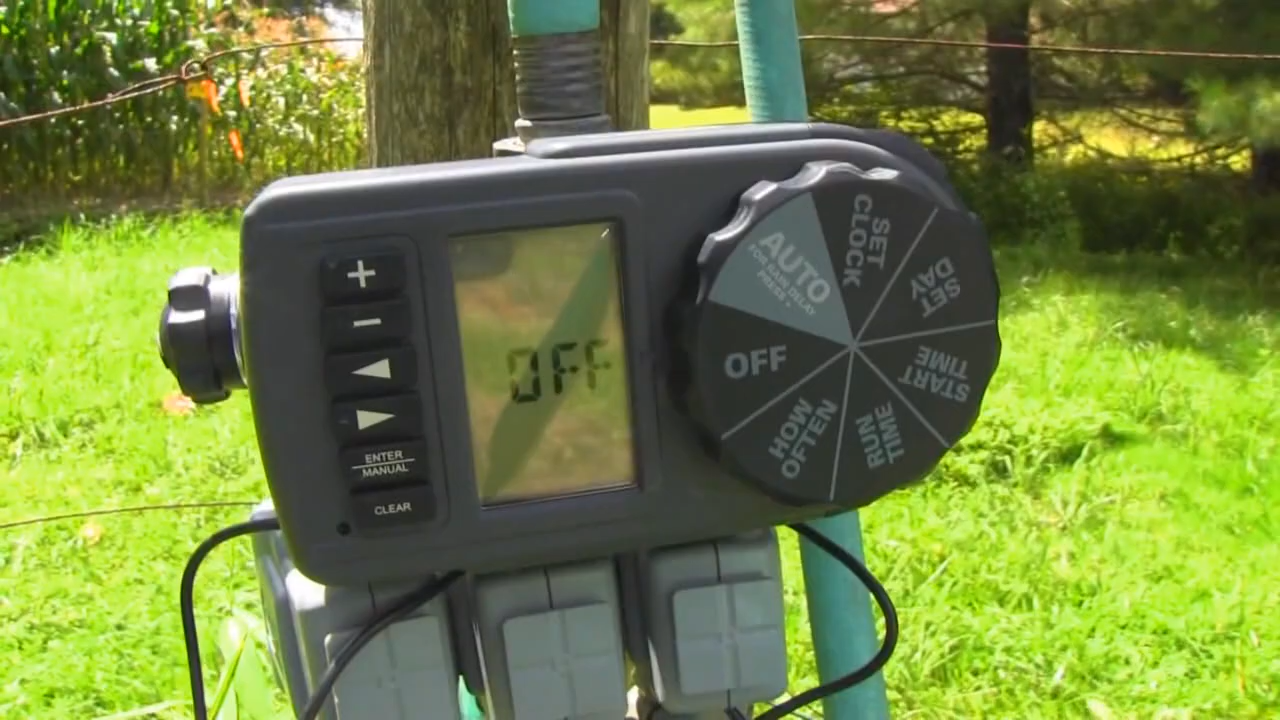 +
−
◀
▶
ENTER
MANUAL
CLEAR
OFF
AUTO
FOR RAIN DELAY
PRESS +
SET
CLOCK
SET
DAY
START
TIME
RUN
TIME
HOW
OFTEN
OFF